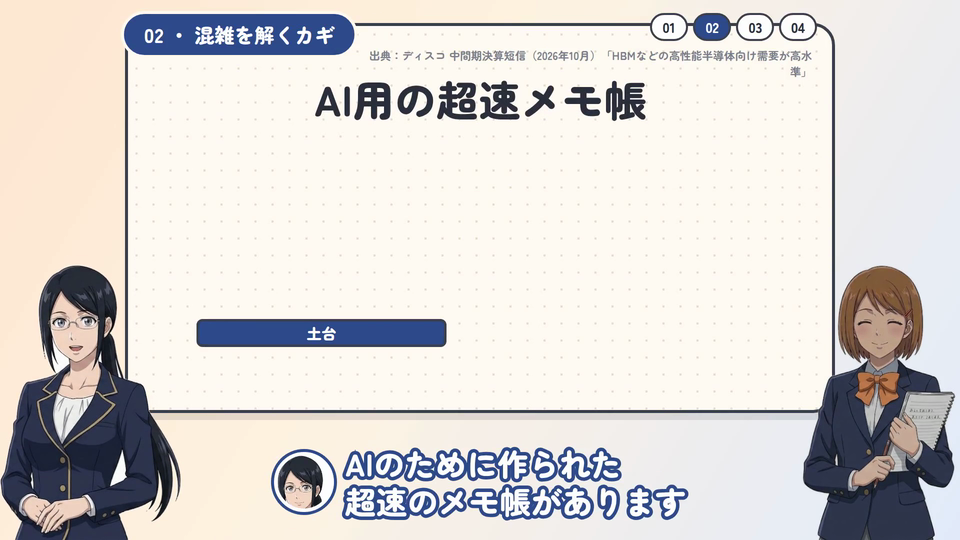 02 ・ 混雑を解くカギ
01 02 03 04
出典：ディスコ 中間期決算短信（2026年10月）「HBMなどの高性能半導体向け需要が高水
準」
AI用の超速メモ帳
土台
AIのために作られた
超速のメモ帳があります